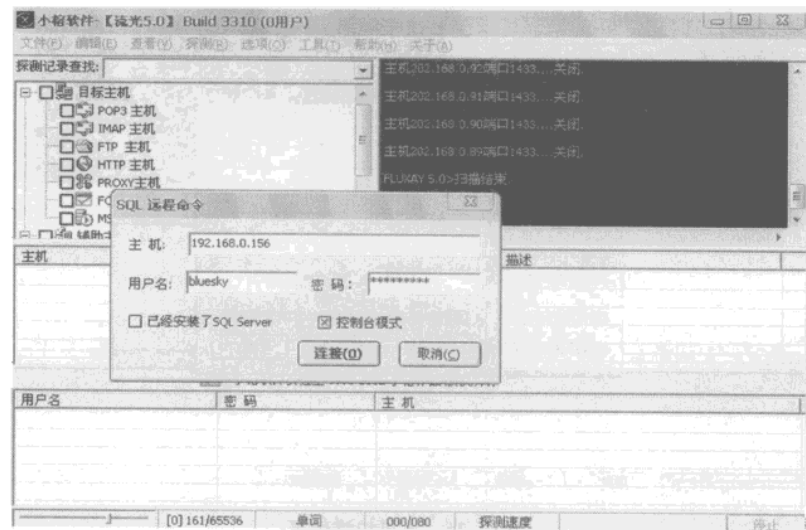 小榕软件-【流光5.0】 Build 3310 (0用户)
文件(F) 编辑(E) 查看(V) 探测(R) 选项(O) 工具(T) 帮助(H) 关于(A)
探测记录查找:
目标主机
POP3 主机
IMAP 主机
FTP 主机
HTTP 主机
PROXY主机
主机202.168.0.92端口1433....关闭.
主机202.168.0.91端口1433....关闭.
主机202.168.0.90端口1433....关闭.
主机202.168.0.89端口1433....关闭.
FLUXAY 5.0>扫描结束.
SQL 远程命令
主 机: 192.168.0.156
用户名: bluesky 密 码: *********
已经安装了SQL Server 控制台模式
连接(O) 取消(C)
主机 描述
用户名 密 码 主 机
[0] 161/65536 单词 000/080 探测速度 停止